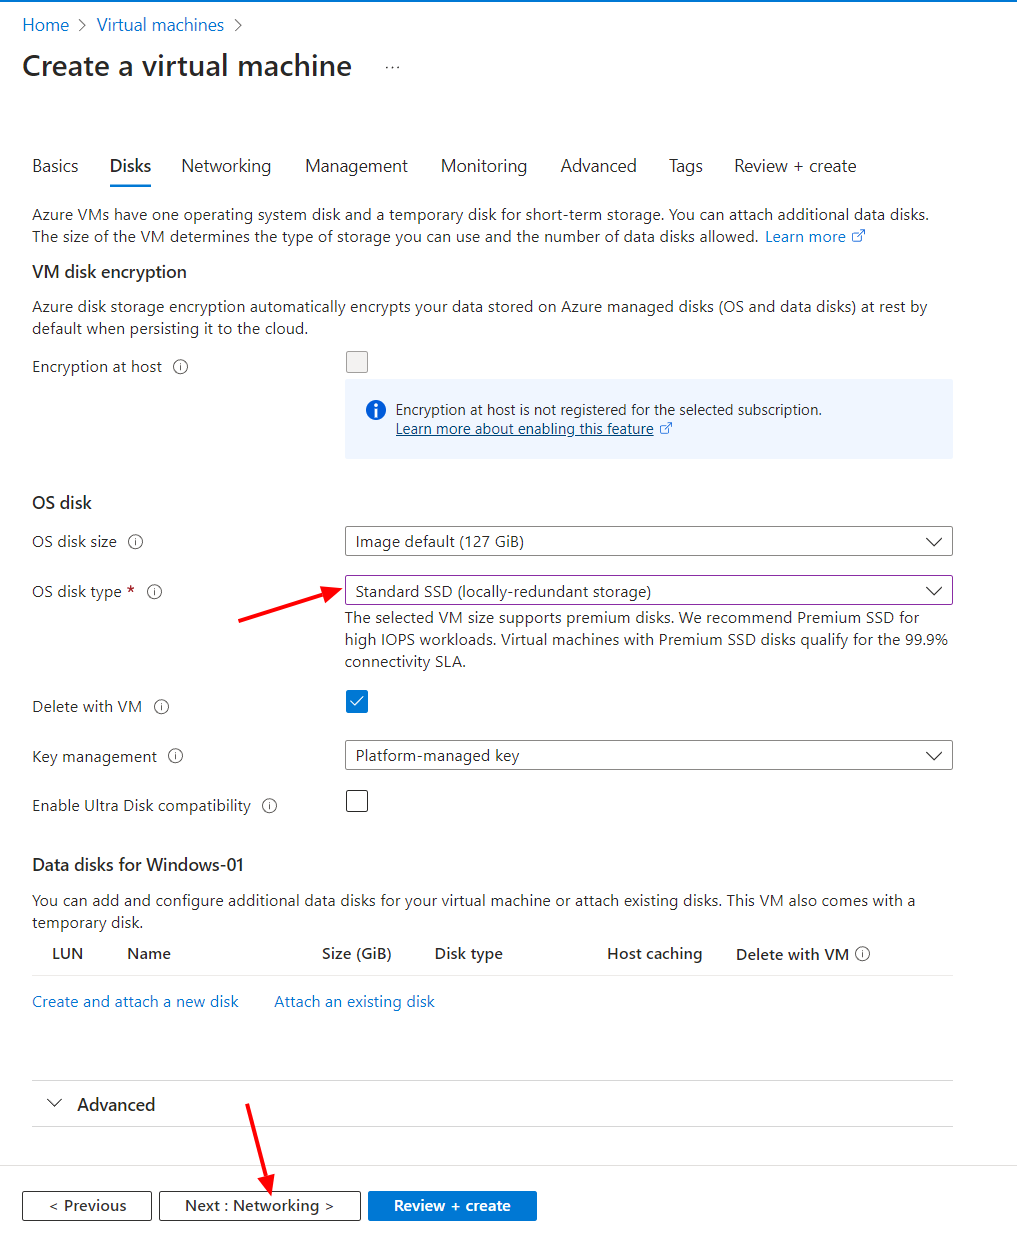 Home > Virtual machines >
Create a virtual machine ...
Basics Disks Networking Management Monitoring Advanced Tags Review + create
Azure VMs have one operating system disk and a temporary disk for short-term storage. You can attach additional data disks.
The size of the VM determines the type of storage you can use and the number of data disks allowed. Learn more
VM disk encryption
Azure disk storage encryption automatically encrypts your data stored on Azure managed disks (OS and data disks) at rest by
default when persisting it to the cloud.
Encryption at host
Encryption at host is not registered for the selected subscription.
Learn more about enabling this feature
OS disk
OS disk size Image default (127 GiB)
OS disk type * Standard SSD (locally-redundant storage)
The selected VM size supports premium disks. We recommend Premium SSD for
high IOPS workloads. Virtual machines with Premium SSD disks qualify for the 99.9%
connectivity SLA.
Delete with VM
Key management Platform-managed key
Enable Ultra Disk compatibility
Data disks for Windows-01
You can add and configure additional data disks for your virtual machine or attach existing disks. This VM also comes with a
temporary disk.
LUN Name Size (GiB) Disk type Host caching Delete with VM
Create and attach a new disk Attach an existing disk
Advanced
< Previous Next : Networking > Review + create